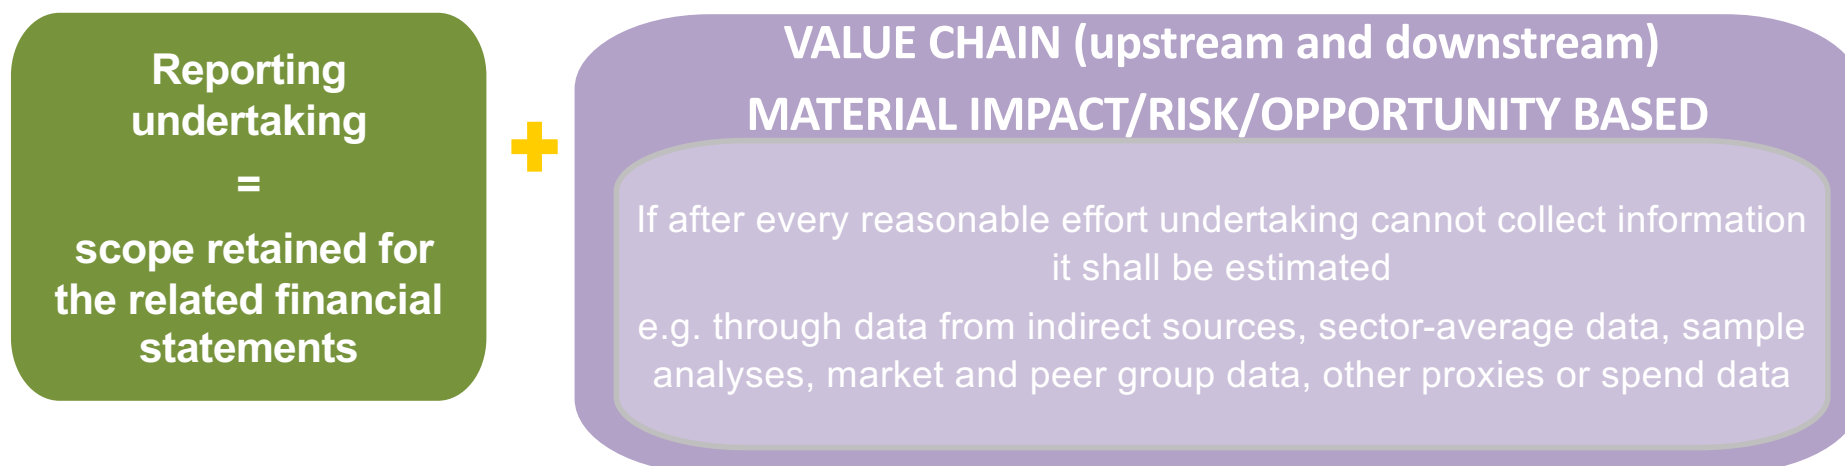 Reporting
undertaking
=
scope retained for
the related financial
statements
VALUE CHAIN (upstream and downstream)
MATERIAL IMPACT/RISK/OPPORTUNITY BASED
If after every reasonable effort undertaking cannot collect information
it shall be estimated
e.g. through data from indirect sources, sector-average data, sample
analyses, market and peer group data, other proxies or spend data